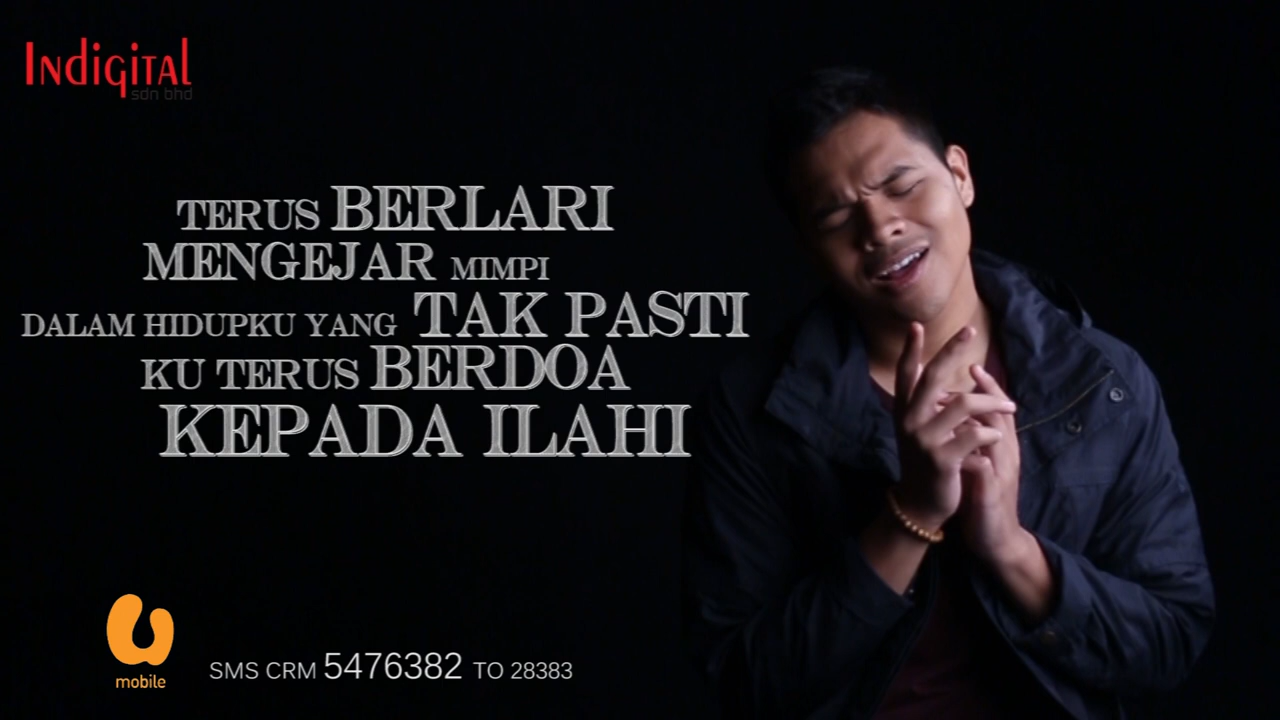 Indigital
sdn bhd
TERUS BERLARI
MENGEJAR MIMPI
DALAM HIDUPKU YANG TAK PASTI
KU TERUS BERDOA
KEPADA ILAHI
mobile
SMS CRM 5476382 TO 28383